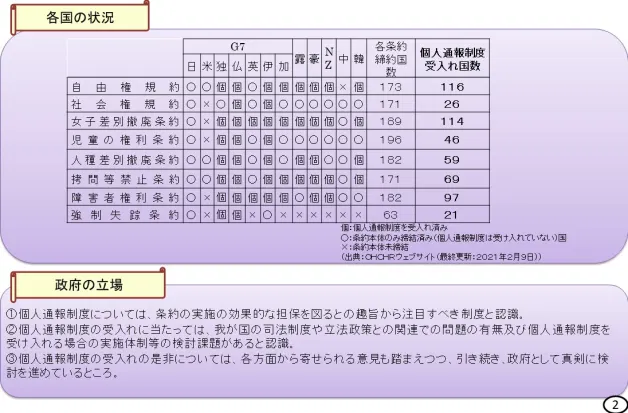 各国の状況
G7 露 豪 NZ 中 韓 各条約締約国数 個人通報制度受入れ国数
日 米 独 仏 英 伊 加
自由権規約 ○ ○ 個 個 ○ 個 個 個 個 個 × 個 173 116
社会権規約 ○ × ○ 個 ○ 個 ○ ○ ○ ○ ○ ○ 171 26
女子差別撤廃条約 ○ × 個 個 個 個 個 個 個 個 ○ 個 189 114
児童の権利条約 ○ × 個 個 ○ 個 ○ ○ ○ ○ ○ ○ 196 46
人種差別撤廃条約 ○ ○ 個 個 ○ 個 ○ 個 個 ○ ○ 個 182 59
拷問等禁止条約 ○ ○ 個 個 ○ 個 個 個 個 個 ○ 個 171 69
障害者権利条約 ○ × 個 個 個 個 個 ○ 個 個 ○ ○ 182 97
強制失踪条約 ○ × 個 個 × ○ × × × × × × 63 21
個:個人通報制度を受入れ済み
○:条約本体のみ締結済み(個人通報制度は受け入れていない)国
×:条約本体未締結
(出典:OHCHRウェブサイト(最終更新:2021年2月9日))
政府の立場
①個人通報制度については、条約の実施の効果的な担保を図るとの趣旨から注目すべき制度と認識。
②個人通報制度の受入れに当たっては、我が国の司法制度や立法政策との関連での問題の有無及び個人通報制度を
受け入れる場合の実施体制等の検討課題があると認識。
③個人通報制度の受入れの是非については、各方面から寄せられる意見も踏まえつつ、引き続き、政府として真剣に検
討を進めているところ。
2